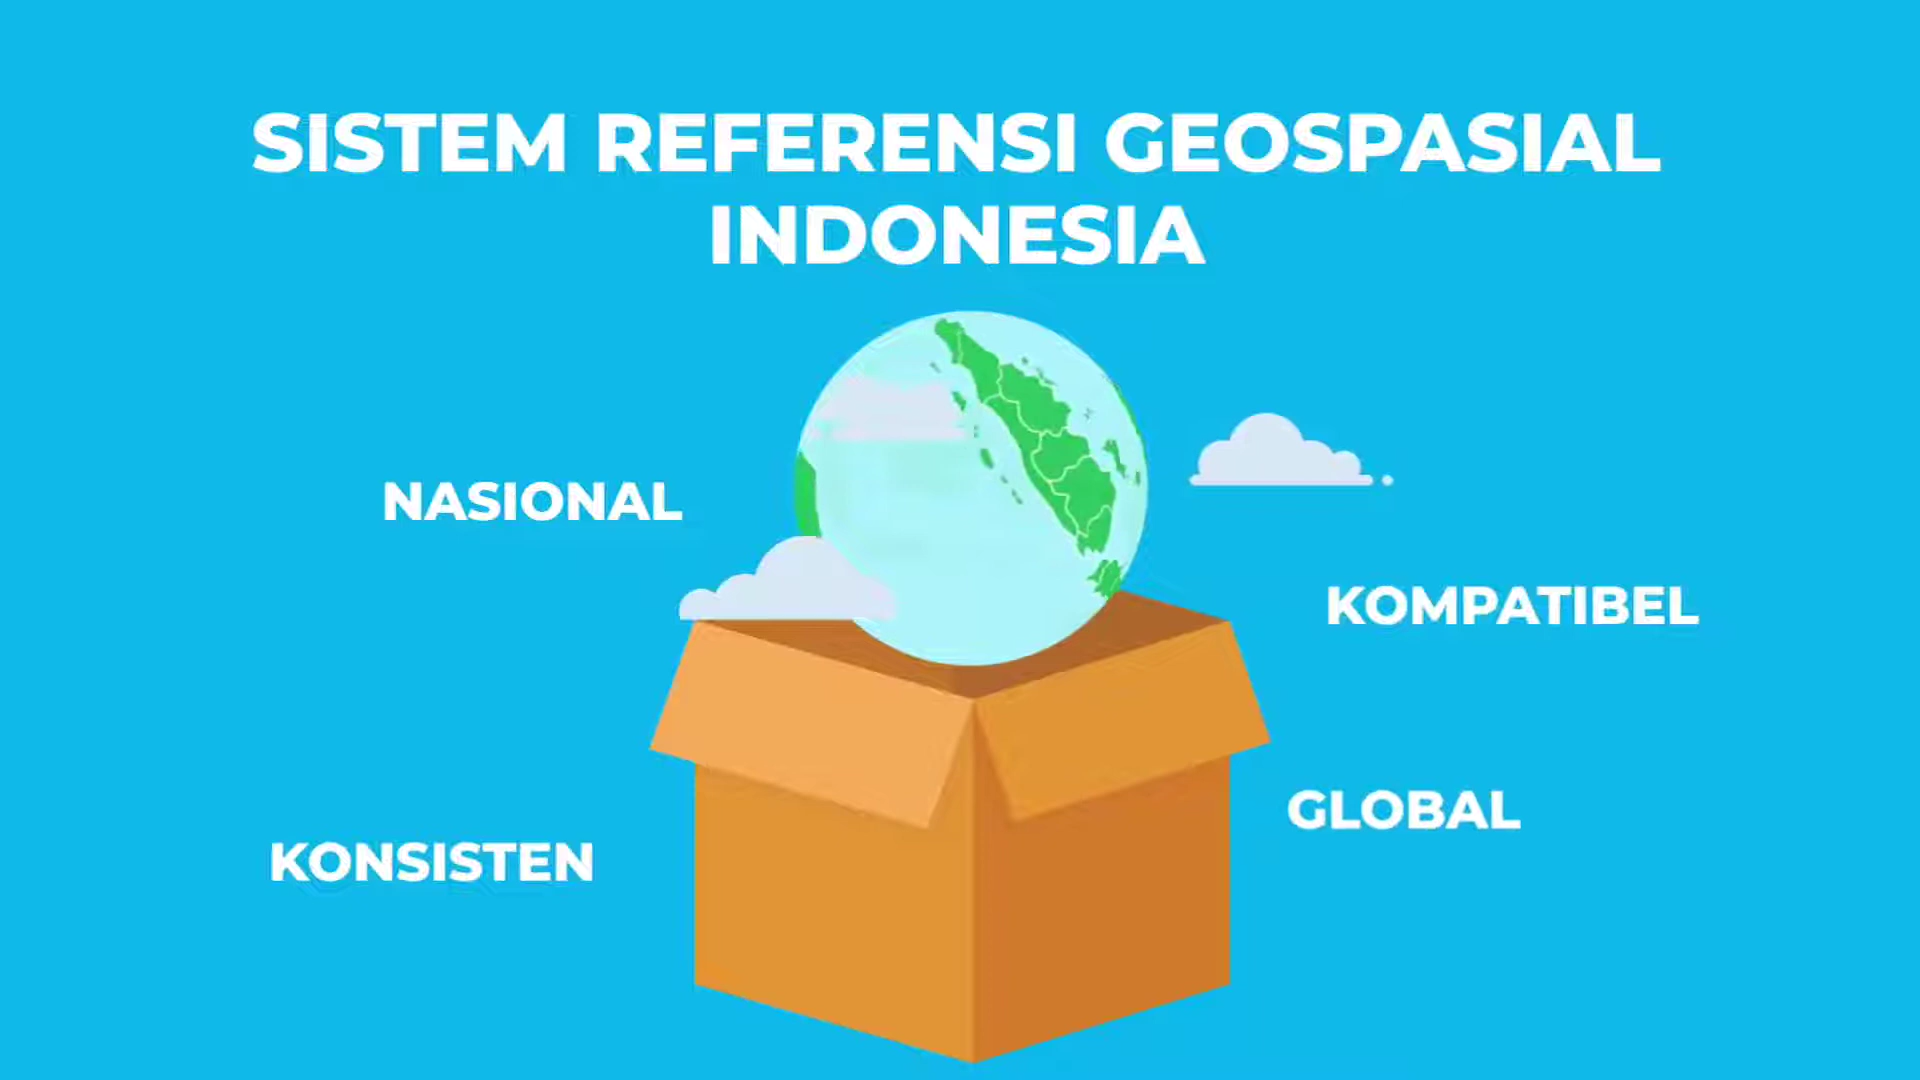 SISTEM REFERENSI GEOSPASIAL
INDONESIA
NASIONAL
KOMPATIBEL
GLOBAL
KONSISTEN